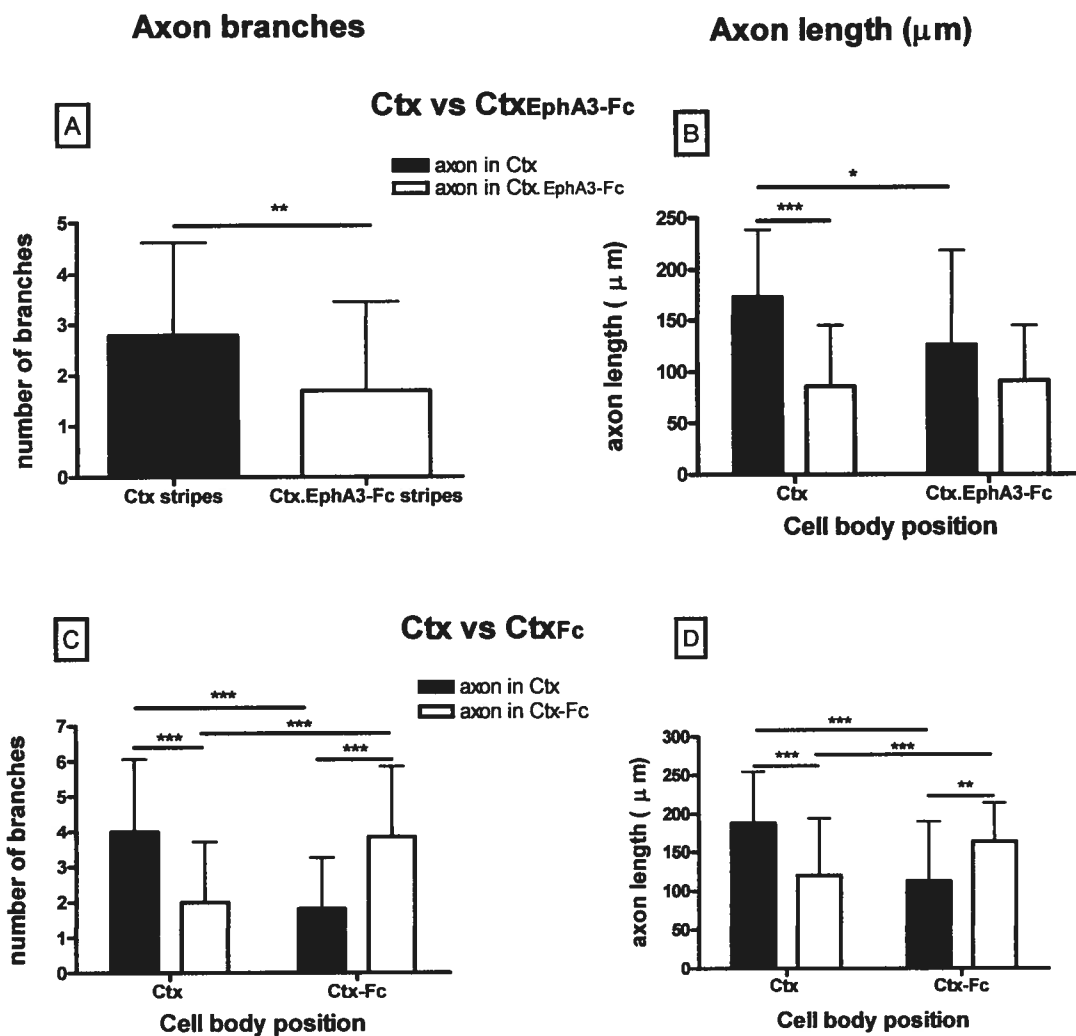 Axon branches
Axon length (μm)
Ctx vs CtxEphA3-Fc
A
axon in Ctx
axon in Ctx.EphA3-Fc
**
5
4
3
2
1
0
number of branches
Ctx stripes
Ctx.EphA3-Fc stripes
B
*
***
250
200
150
100
50
0
axon length ( μm)
Ctx
Ctx.EphA3-Fc
Cell body position
Ctx vs CtxFc
C
axon in Ctx
axon in Ctx-Fc
***
***
***
***
7
6
5
4
3
2
1
0
number of branches
Ctx
Ctx-Fc
Cell body position
D
***
***
***
**
300
250
200
150
100
50
0
axon length ( μm)
Ctx
Ctx-Fc
Cell body position